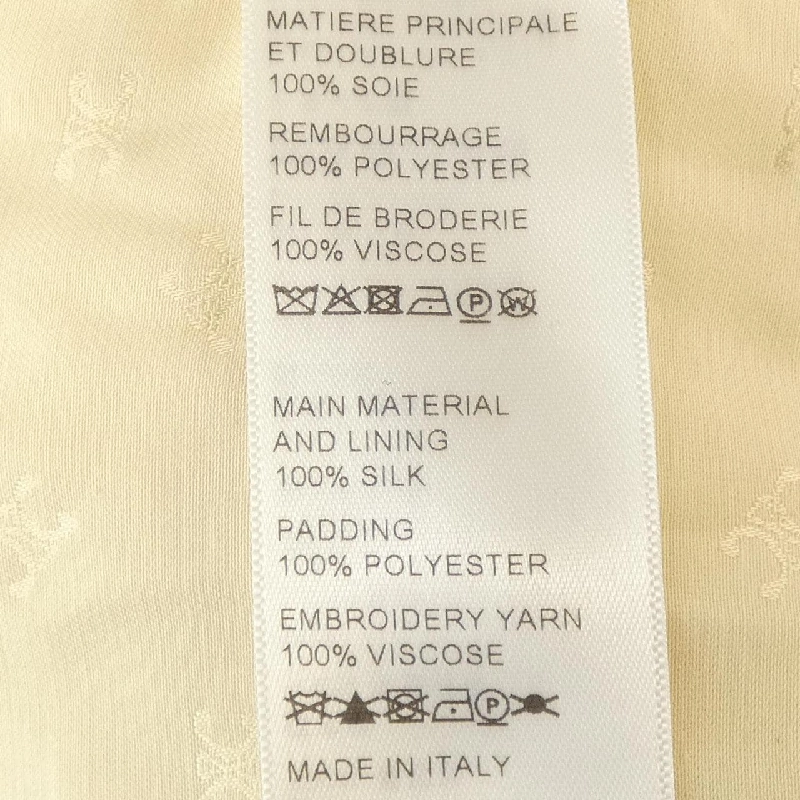 MATIERE PRINCIPALE
ET DOUBLURE
100% SOIE
REMBOURRAGE
100% POLYESTER
FIL DE BRODERIE
100% VISCOSE
P W
MAIN MATERIAL
AND LINING
100% SILK
PADDING
100% POLYESTER
EMBROIDERY YARN
100% VISCOSE
P
MADE IN ITALY